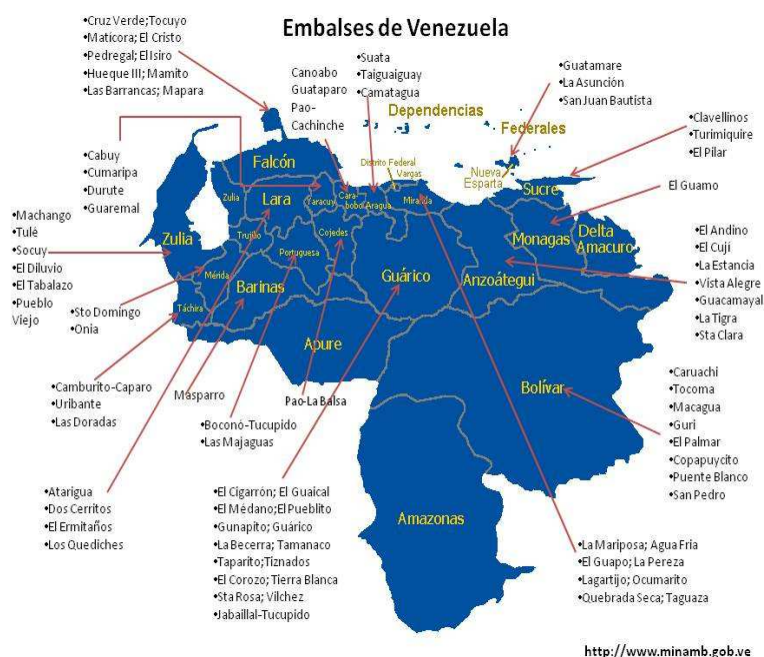 Embalses de Venezuela
•Cruz Verde;Tocuyo
•Matícora; El Cristo
•Pedregal; El Isiro
•Hueque III; Mamito
•Las Barrancas; Mapara
Canoabo
Guataparo
Pao-
Cachinche
•Suata
•Taiguaiguay
•Camatagua
•Guatamare
•La Asunción
•San Juan Bautista
Dependencias
Federales
•Clavellinos
•Turimiquire
•El Pilar
•Cabuy
•Cumaripa
•Durute
•Guaremal
•El Guamo
Falcón
Distrito Federal
Vargas
Nueva
Esparta
Sucre
Zulia
Lara
Yaracuy
Cara-
bobo
Aragua
Miranda
•Machango
•Tulé
•Socuy
•El Diluvio
•El Tabalazo
•Pueblo
Viejo
Zulia
Trujillo
Cojedes
Portuguesa
Monagas
Delta
Amacuro
•El Andino
•El Cují
•La Estancia
•Vista Alegre
•Guacamayal
•La Tigra
•Sta Clara
Mérida
Barinas
Guárico
Anzoátegui
Táchira
•Sto Domingo
•Onia
Apure
Bolívar
•Camburito-Caparo
•Uribante
•Las Doradas
Masparro
Pao-La Balsa
•Boconó-Tucupido
•Las Majaguas
•Caruachi
•Tocoma
•Macagua
•Guri
•El Palmar
•Copapuycito
•Puente Blanco
•San Pedro
•Atarigua
•Dos Cerritos
•El Ermitaños
•Los Quediches
•El Cigarrón; El Guaical
•El Médano;El Pueblito
•Gunapito; Guárico
•La Becerra; Tamanaco
•Taparito;Tiznados
•El Corozo; Tierra Blanca
•Sta Rosa; Vilchez
•Jabaillal-Tucupido
Amazonas
•La Mariposa; Agua Fria
•El Guapo; La Pereza
•Lagartijo; Ocumarito
•Quebrada Seca; Taguaza
http://www.minamb.gob.ve